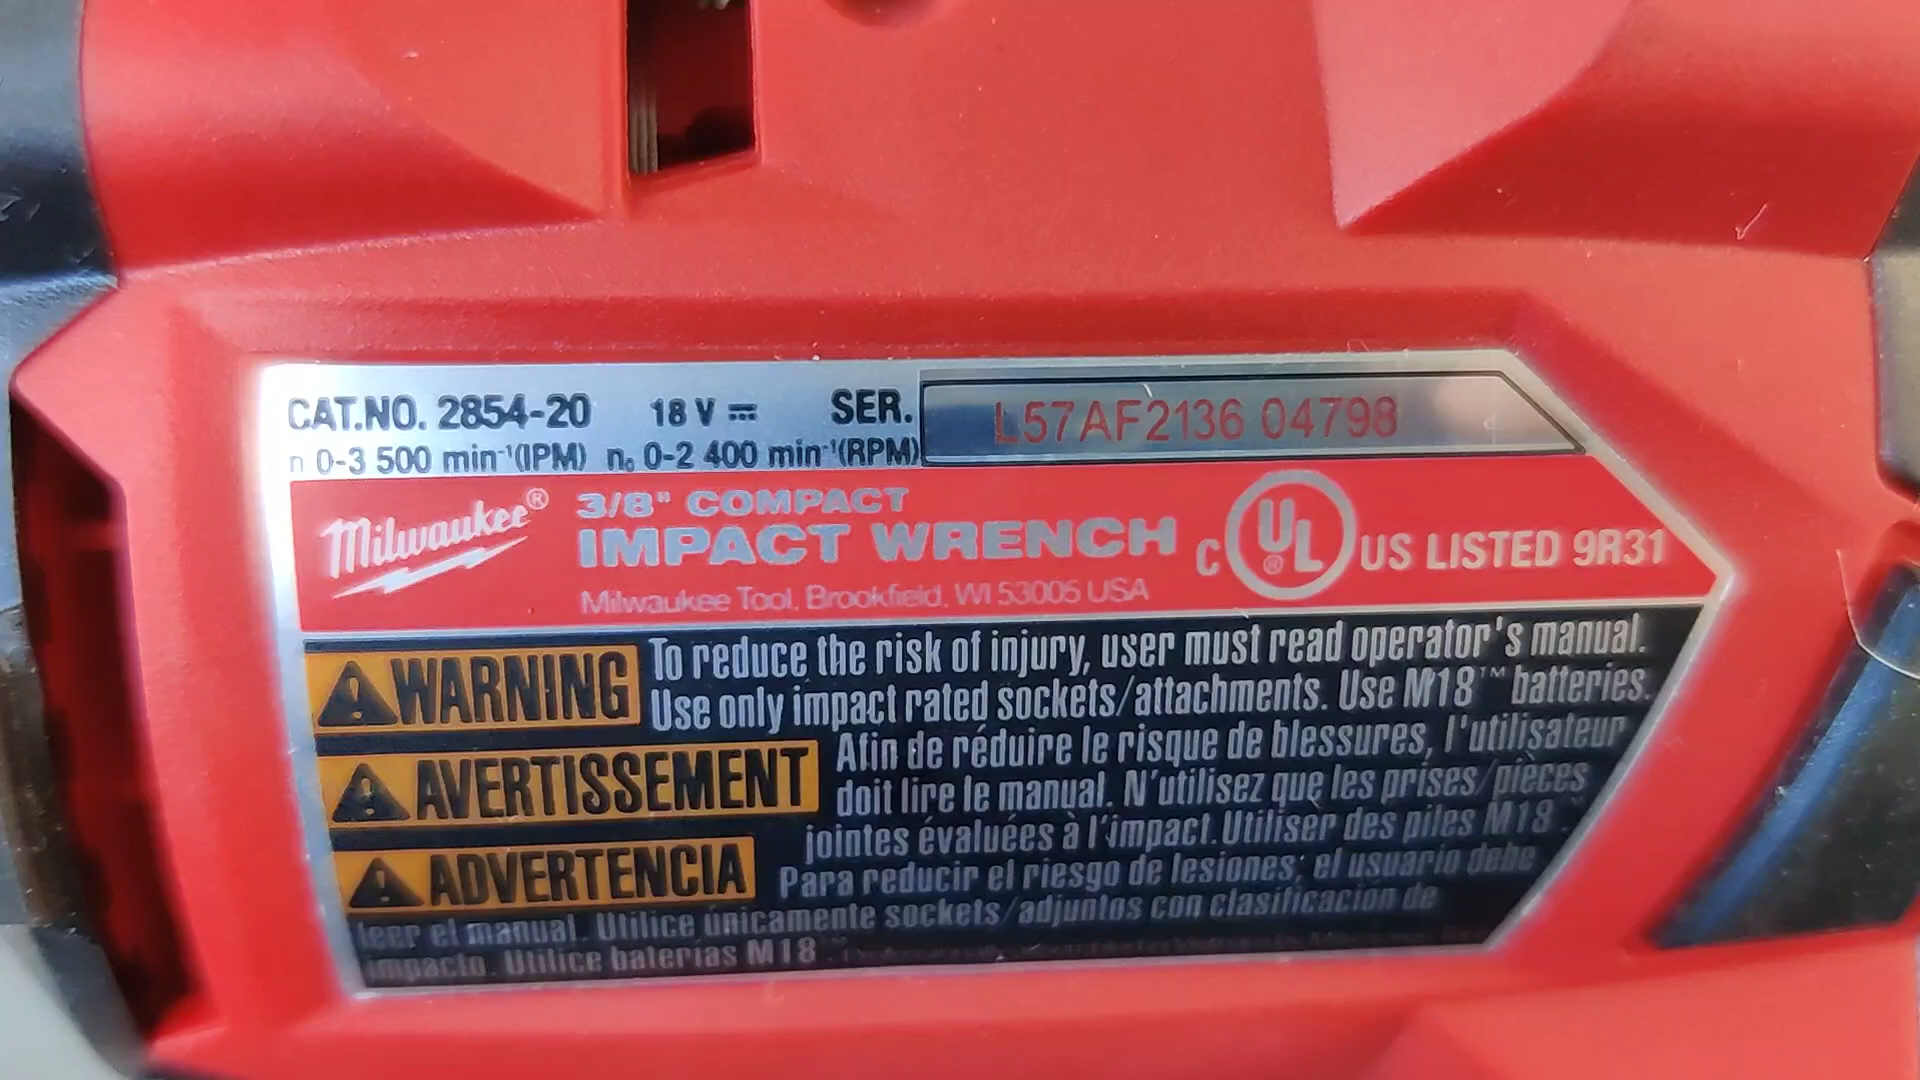 CAT.NO. 2854-20 18 V ⎓ SER. L57AF2136 04798
n 0-3 500 min⁻¹(IPM) n₀ 0-2 400 min⁻¹(RPM)
Milwaukee® 3/8" COMPACT
IMPACT WRENCH
Milwaukee Tool, Brookfield, WI 53005 USA
C UL® US LISTED 9R31
WARNING To reduce the risk of injury, user must read operator's manual.
Use only impact rated sockets/attachments. Use M18™ batteries.
AVERTISSEMENT Afin de réduire le risque de blessures, l'utilisateur
doit lire le manual. N'utilisez que les prises/pièces
jointes évaluées à l'impact. Utiliser des piles M18™.
ADVERTENCIA Para reducir el riesgo de lesiones, el usuario debe
leer el manual. Utilice únicamente sockets/adjuntos con clasificación de
impacto. Utilice baterías M18™.